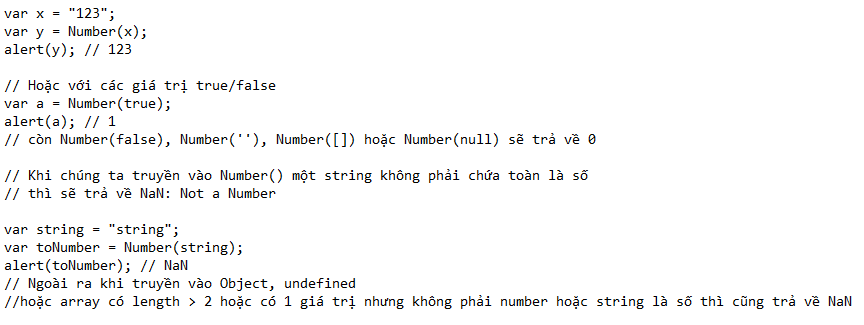 var x = "123";
var y = Number(x);
alert(y); // 123
// Hoặc với các giá trị true/false
var a = Number(true);
alert(a); // 1
// còn Number(false), Number(''), Number([]) hoặc Number(null) sẽ trả về 0
// Khi chúng ta truyền vào Number() một string không phải chứa toàn là số
// thì sẽ trả về NaN: Not a Number
var string = "string";
var toNumber = Number(string);
alert(toNumber); // NaN
// Ngoài ra khi truyền vào Object, undefined
//hoặc array có length > 2 hoặc có 1 giá trị nhưng không phải number hoặc string là số thì cũng trả về NaN